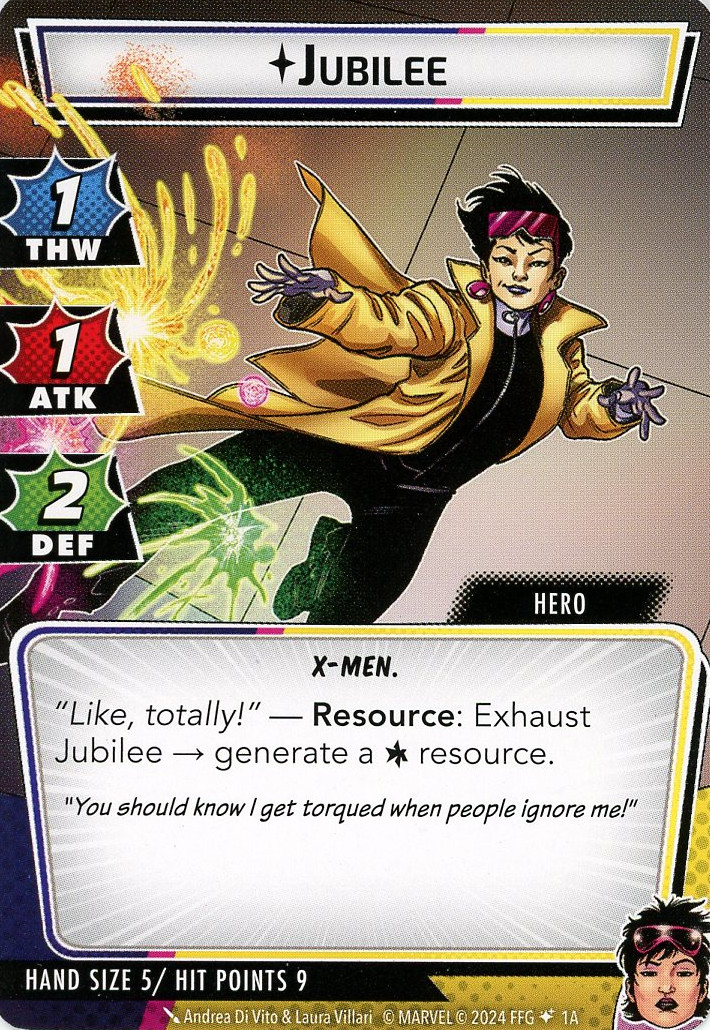 JUBILEE
1
THW
1
ATK
2
DEF
HERO
X-MEN.
"Like, totally!" — Resource: Exhaust
Jubilee → generate a resource.
"You should know I get torqued when people ignore me!"
HAND SIZE 5/ HIT POINTS 9
Andrea Di Vito & Laura Villari © MARVEL © 2024 FFG 1A